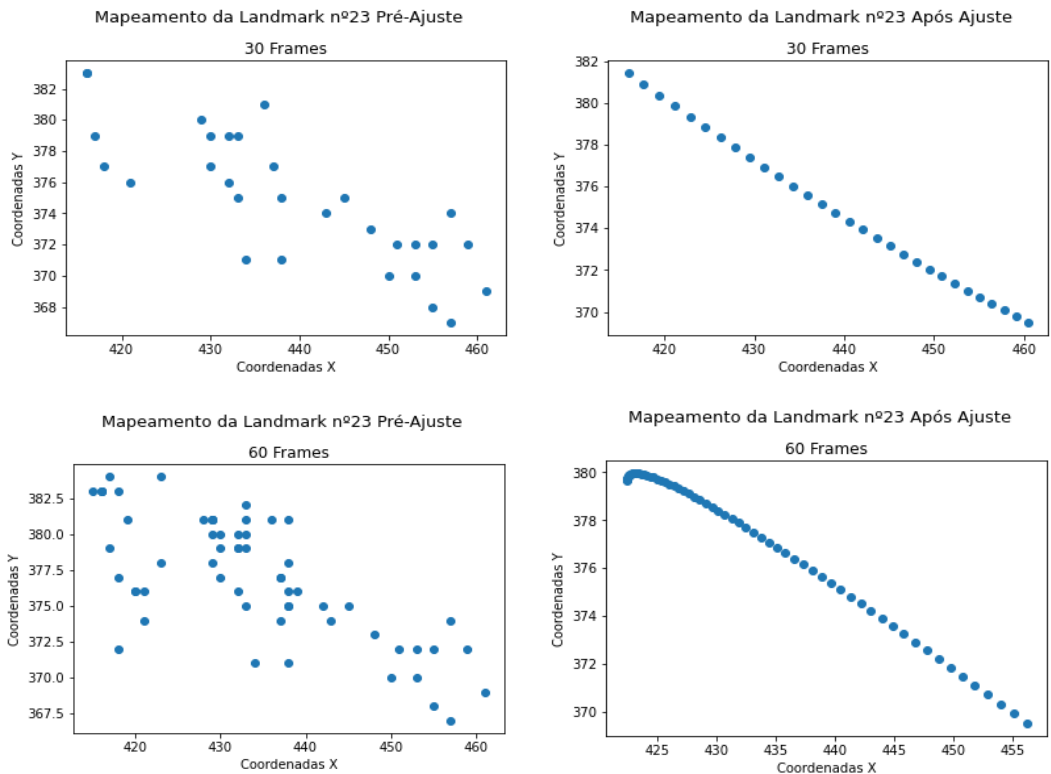 Mapeamento da Landmark nº23 Pré-Ajuste
30 Frames
382
380
378
376
374
372
370
368
Coordenadas Y
420 430 440 450 460
Coordenadas X
Mapeamento da Landmark nº23 Após Ajuste
30 Frames
382
380
378
376
374
372
370
Coordenadas Y
420 430 440 450 460
Coordenadas X
Mapeamento da Landmark nº23 Pré-Ajuste
60 Frames
382.5
380.0
377.5
375.0
372.5
370.0
367.5
Coordenadas Y
420 430 440 450 460
Coordenadas X
Mapeamento da Landmark nº23 Após Ajuste
60 Frames
380
378
376
374
372
370
Coordenadas Y
425 430 435 440 445 450 455
Coordenadas X